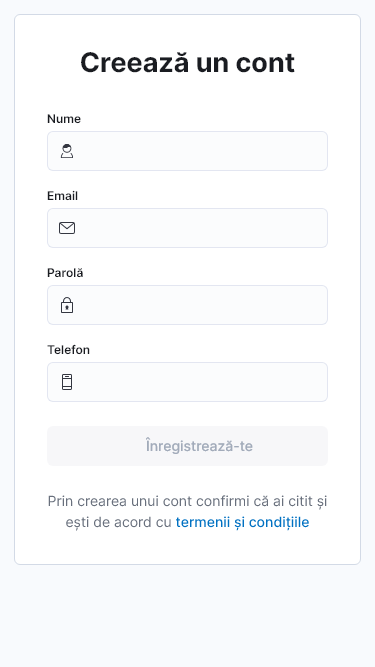 Creează un cont
Nume
Email
Parolă
Telefon
Înregistrează-te
Prin crearea unui cont confirmi că ai citit și
ești de acord cu termenii și condițiile